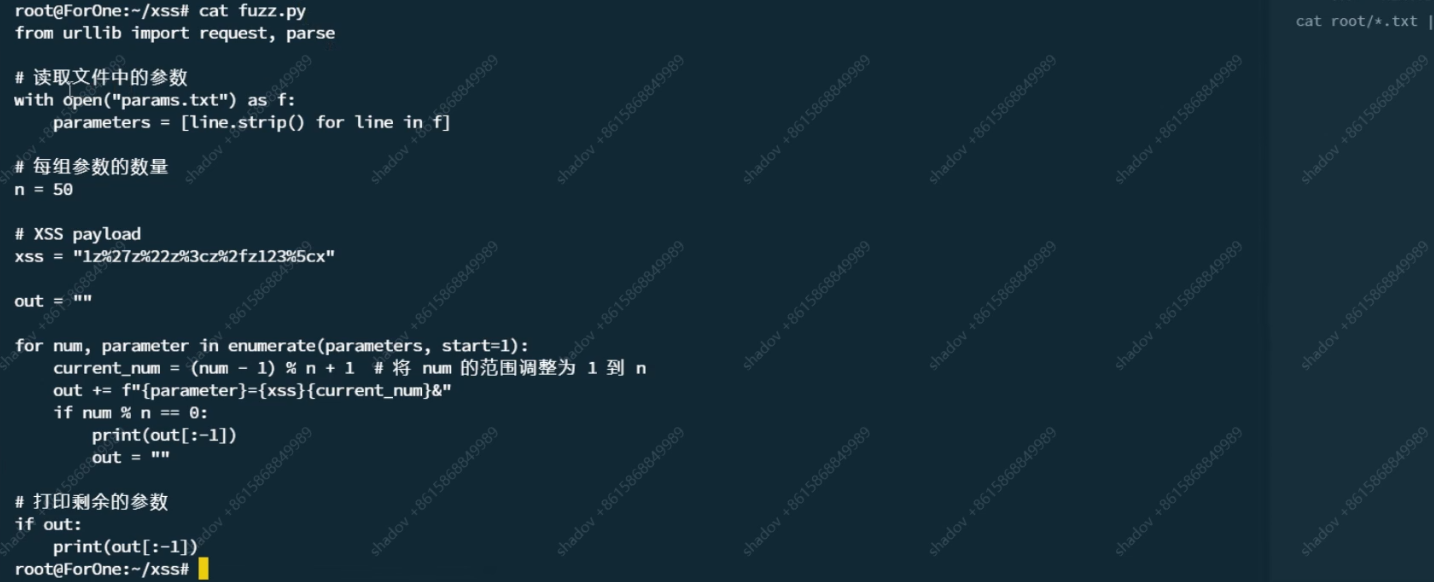 root@ForOne:~/xss# cat fuzz.py
from urllib import request, parse

# 读取文件中的参数
with open("params.txt") as f:
    parameters = [line.strip() for line in f]

# 每组参数的数量
n = 50

# XSS payload
xss = "1z%27z%22z%3cz%2fz123%5cx"

out = ""

for num, parameter in enumerate(parameters, start=1):
    current_num = (num - 1) % n + 1  # 将 num 的范围调整为 1 到 n
    out += f"{parameter}={xss}{current_num}&"
    if num % n == 0:
        print(out[:-1])
        out = ""

# 打印剩余的参数
if out:
    print(out[:-1])
root@ForOne:~/xss#
cat root/*.txt |
shadov +8615868849989